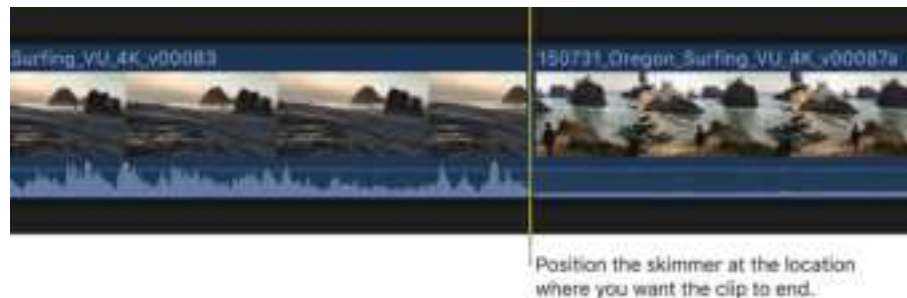 Surfing_VU_4K_v00083
150731_Oregon_Surfing_VU_4K_v00087a
Position the skimmer at the location
where you want the clip to end.